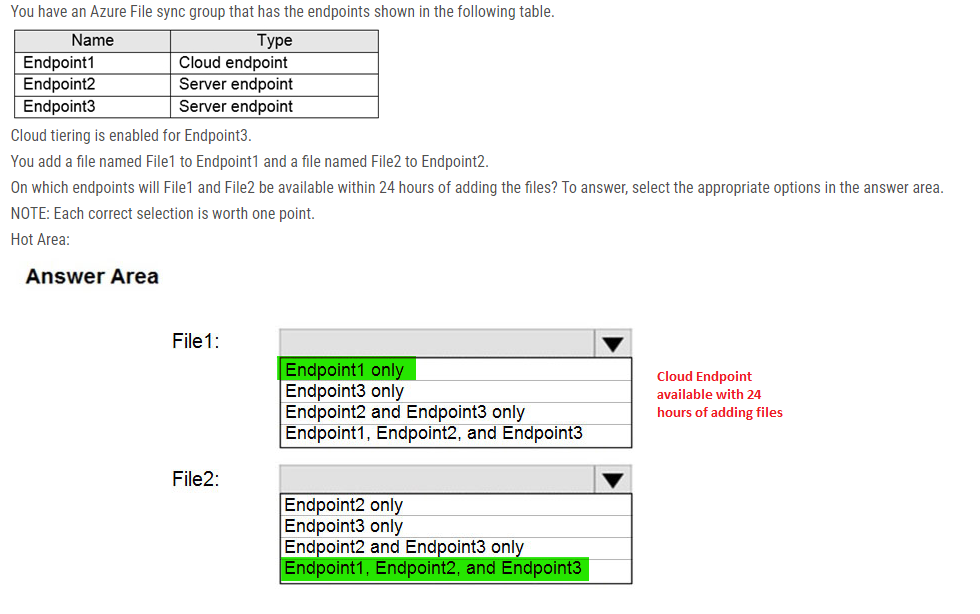 You have an Azure File sync group that has the endpoints shown in the following table.
Name Type
Endpoint1 Cloud endpoint
Endpoint2 Server endpoint
Endpoint3 Server endpoint
Cloud tiering is enabled for Endpoint3.
You add a file named File1 to Endpoint1 and a file named File2 to Endpoint2.
On which endpoints will File1 and File2 be available within 24 hours of adding the files? To answer, select the appropriate options in the answer area.
NOTE: Each correct selection is worth one point.
Hot Area:
Answer Area
File1:
Endpoint1 only
Endpoint3 only
Endpoint2 and Endpoint3 only
Endpoint1, Endpoint2, and Endpoint3
Cloud Endpoint
available with 24
hours of adding files
File2:
Endpoint2 only
Endpoint3 only
Endpoint2 and Endpoint3 only
Endpoint1, Endpoint2, and Endpoint3